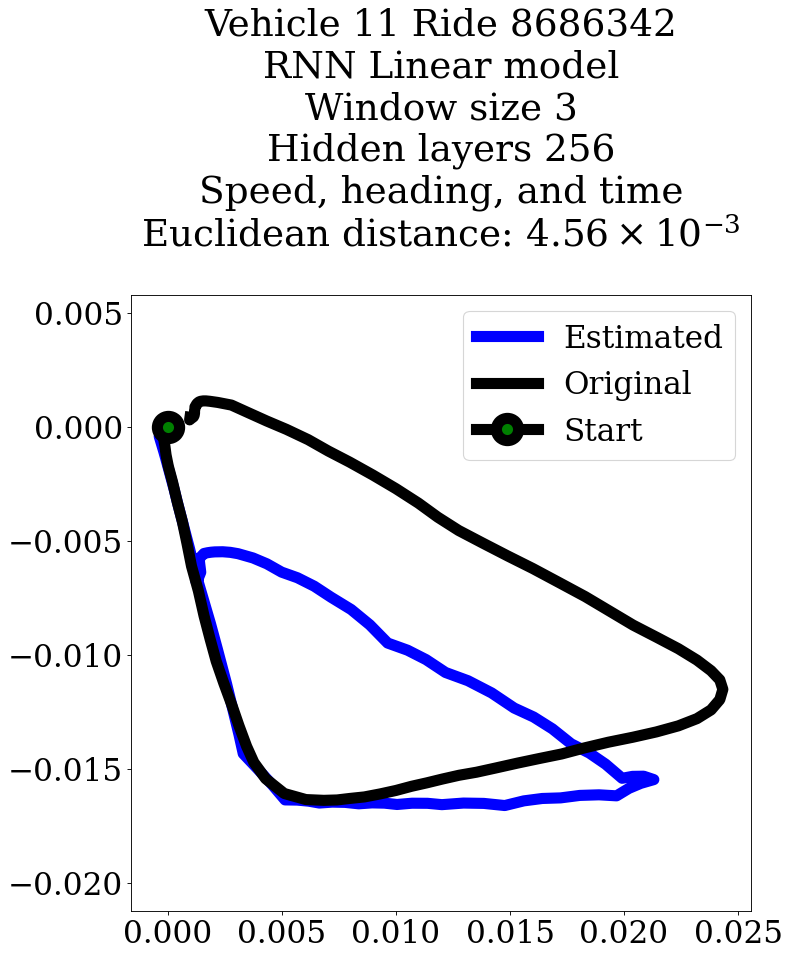 Vehicle 11 Ride 8686342
RNN Linear model
Window size 3
Hidden layers 256
Speed, heading, and time
Euclidean distance: 4.56 × 10⁻³
Estimated
Original
Start
0.005
0.000
−0.005
−0.010
−0.015
−0.020
0.000 0.005 0.010 0.015 0.020 0.025